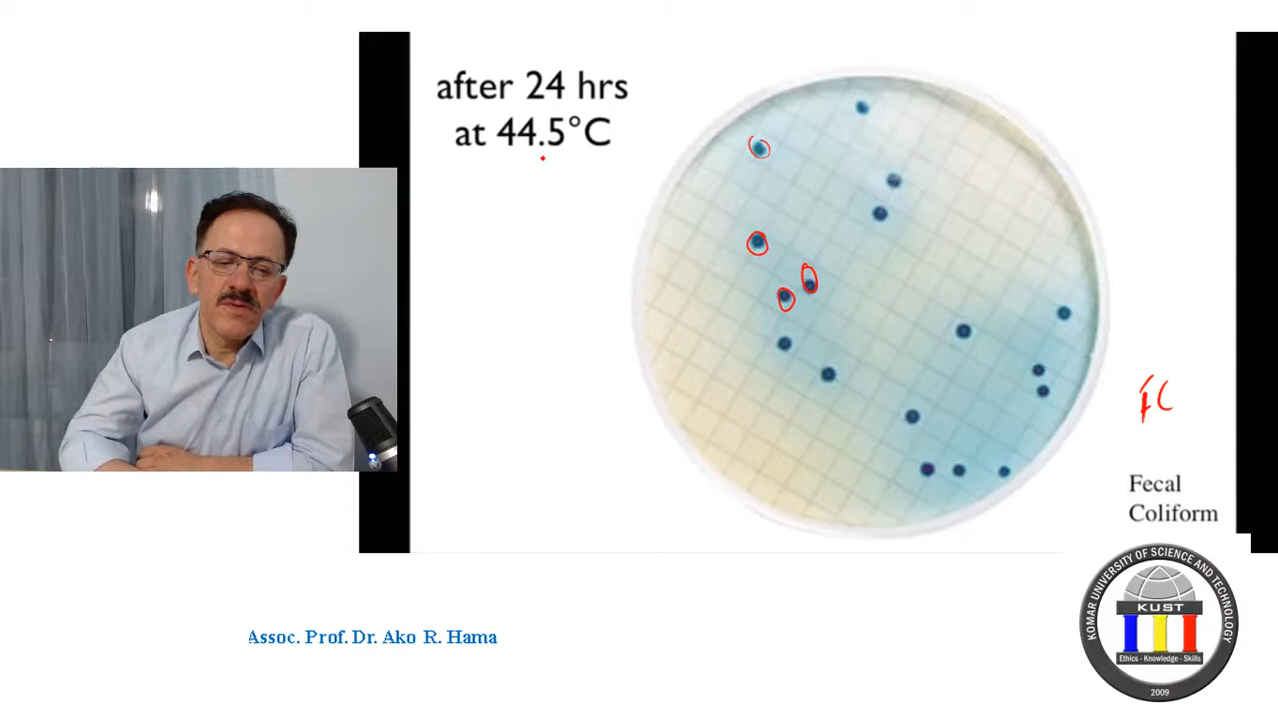 after 24 hrs
at 44.5°C
FC
Fecal
Coliform
KOMAR UNIVERSITY OF SCIENCE AND TECHNOLOGY
KUST
Ethics - Knowledge - Skills
2009
Assoc. Prof. Dr. Ako R. Hama